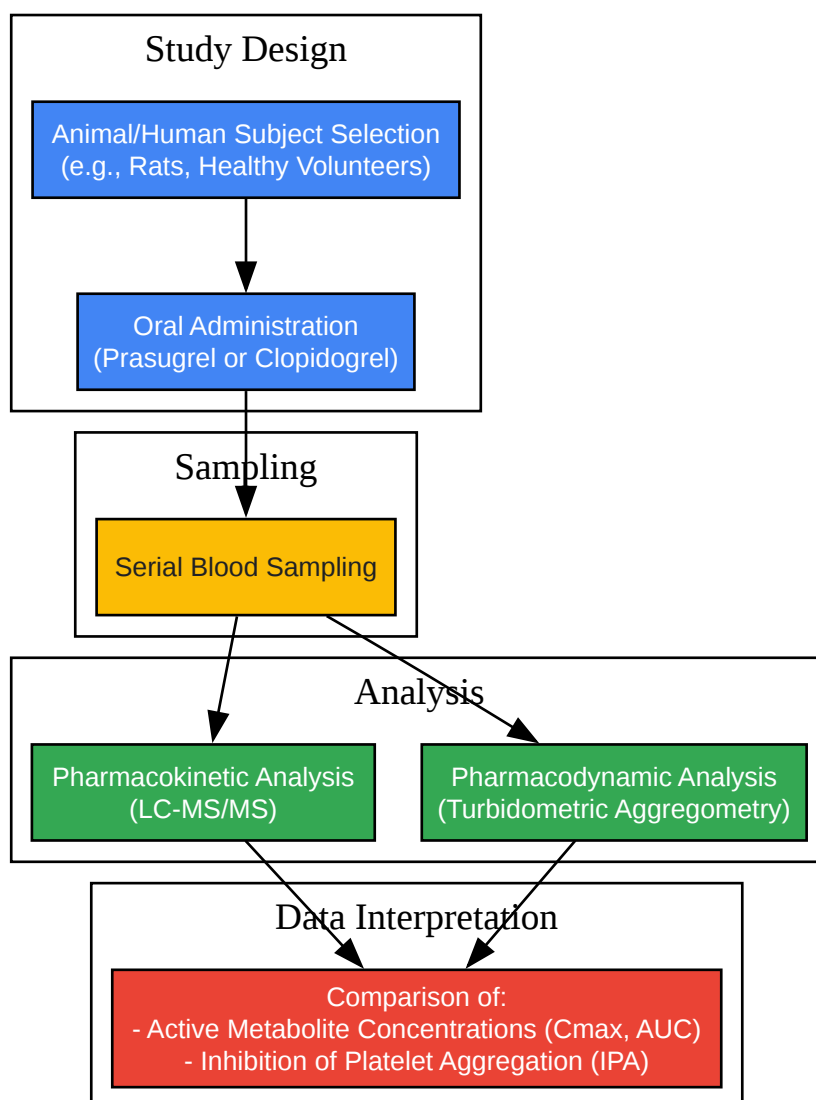 Study Design
Animal/Human Subject Selection
(e.g., Rats, Healthy Volunteers)
Oral Administration
(Prasugrel or Clopidogrel)
Sampling
Serial Blood Sampling
Analysis
Pharmacokinetic Analysis
(LC-MS/MS)
Pharmacodynamic Analysis
(Turbidometric Aggregometry)
Data Interpretation
Comparison of:
- Active Metabolite Concentrations (Cmax, AUC)
- Inhibition of Platelet Aggregation (IPA)